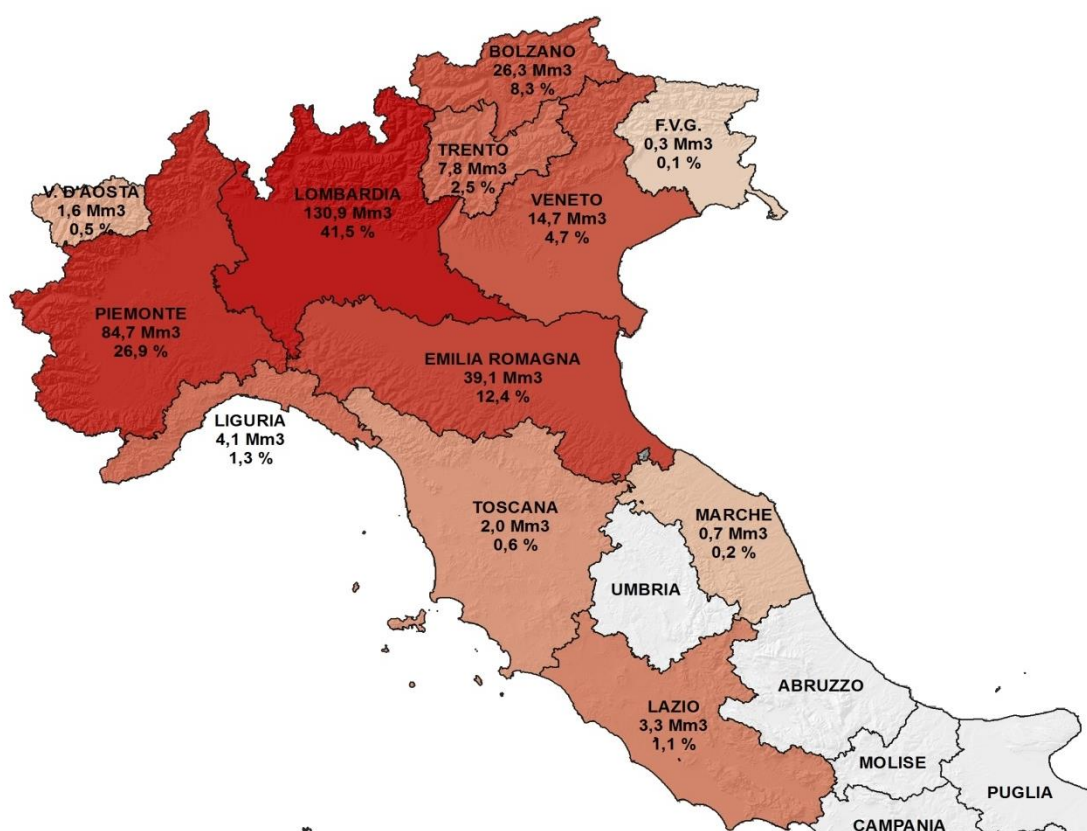 BOLZANO
26,3 Mm3
8,3 %
F.V.G.
0,3 Mm3
0,1 %
TRENTO
7,8 Mm3
2,5 %
V. D'AOSTA
1,6 Mm3
0,5 %
LOMBARDIA
130,9 Mm3
41,5 %
VENETO
14,7 Mm3
4,7 %
PIEMONTE
84,7 Mm3
26,9 %
EMILIA ROMAGNA
39,1 Mm3
12,4 %
LIGURIA
4,1 Mm3
1,3 %
TOSCANA
2,0 Mm3
0,6 %
MARCHE
0,7 Mm3
0,2 %
UMBRIA
ABRUZZO
LAZIO
3,3 Mm3
1,1 %
MOLISE
PUGLIA
CAMPANIA